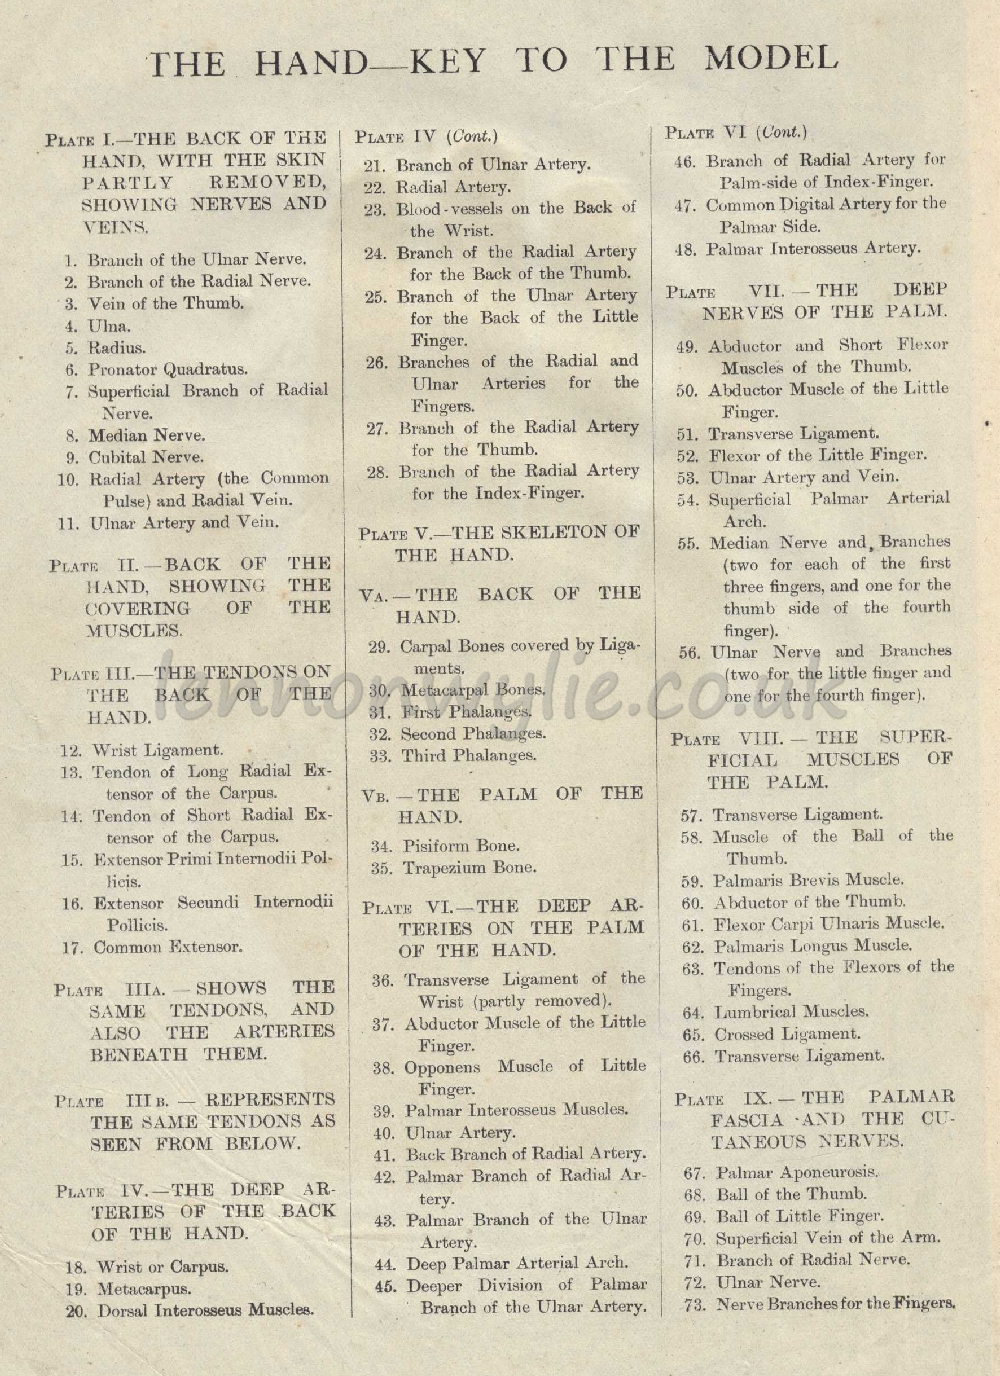 THE HAND—KEY TO THE MODEL
PLATE I.—THE BACK OF THE
HAND, WITH THE SKIN
PARTLY REMOVED,
SHOWING NERVES AND
VEINS.
1. Branch of the Ulnar Nerve.
2. Branch of the Radial Nerve.
3. Vein of the Thumb.
4. Ulna.
5. Radius.
6. Pronator Quadratus.
7. Superficial Branch of Radial
Nerve.
8. Median Nerve.
9. Cubital Nerve.
10. Radial Artery (the Common
Pulse) and Radial Vein.
11. Ulnar Artery and Vein.
PLATE II.—BACK OF THE
HAND, SHOWING THE
COVERING OF THE
MUSCLES.
PLATE III.—THE TENDONS ON
THE BACK OF THE
HAND.
12. Wrist Ligament.
13. Tendon of Long Radial Ex-
tensor of the Carpus.
14. Tendon of Short Radial Ex-
tensor of the Carpus.
15. Extensor Primi Internodii Pol-
licis.
16. Extensor Secundi Internodii
Pollicis.
17. Common Extensor.
PLATE IIIA.—SHOWS THE
SAME TENDONS, AND
ALSO THE ARTERIES
BENEATH THEM.
PLATE IIIB.—REPRESENTS
THE SAME TENDONS AS
SEEN FROM BELOW.
PLATE IV.—THE DEEP AR-
TERIES OF THE BACK
OF THE HAND.
18. Wrist or Carpus.
19. Metacarpus.
20. Dorsal Interosseus Muscles.
PLATE IV (Cont.)
21. Branch of Ulnar Artery.
22. Radial Artery.
23. Blood-vessels on the Back of
the Wrist.
24. Branch of the Radial Artery
for the Back of the Thumb.
25. Branch of the Ulnar Artery
for the Back of the Little
Finger.
26. Branches of the Radial and
Ulnar Arteries for the
Fingers.
27. Branch of the Radial Artery
for the Thumb.
28. Branch of the Radial Artery
for the Index-Finger.
PLATE V.—THE SKELETON OF
THE HAND.
VA.—THE BACK OF THE
HAND.
29. Carpal Bones covered by Liga-
ments.
30. Metacarpal Bones.
31. First Phalanges.
32. Second Phalanges.
33. Third Phalanges.
VB.—THE PALM OF THE
HAND.
34. Pisiform Bone.
35. Trapezium Bone.
PLATE VI.—THE DEEP AR-
TERIES ON THE PALM
OF THE HAND.
36. Transverse Ligament of the
Wrist (partly removed).
37. Abductor Muscle of the Little
Finger.
38. Opponens Muscle of Little
Finger.
39. Palmar Interosseus Muscles.
40. Ulnar Artery.
41. Back Branch of Radial Artery.
42. Palmar Branch of Radial Ar-
tery.
43. Palmar Branch of the Ulnar
Artery.
44. Deep Palmar Arterial Arch.
45. Deeper Division of Palmar
Branch of the Ulnar Artery.
PLATE VI (Cont.)
46. Branch of Radial Artery for
Palm-side of Index-Finger.
47. Common Digital Artery for the
Palmar Side.
48. Palmar Interosseus Artery.
PLATE VII.—THE DEEP
NERVES OF THE PALM.
49. Abductor and Short Flexor
Muscles of the Thumb.
50. Abductor Muscle of the Little
Finger.
51. Transverse Ligament.
52. Flexor of the Little Finger.
53. Ulnar Artery and Vein.
54. Superficial Palmar Arterial
Arch.
55. Median Nerve and Branches
(two for each of the first
three fingers, and one for the
thumb side of the fourth
finger).
56. Ulnar Nerve and Branches
(two for the little finger and
one for the fourth finger).
PLATE VIII.—THE SUPER-
FICIAL MUSCLES OF
THE PALM.
57. Transverse Ligament.
58. Muscle of the Ball of the
Thumb.
59. Palmaris Brevis Muscle.
60. Abductor of the Thumb.
61. Flexor Carpi Ulnaris Muscle.
62. Palmaris Longus Muscle.
63. Tendons of the Flexors of the
Fingers.
64. Lumbrical Muscles.
65. Crossed Ligament.
66. Transverse Ligament.
PLATE IX.—THE PALMAR
FASCIA AND THE CU-
TANEOUS NERVES.
67. Palmar Aponeurosis.
68. Ball of the Thumb.
69. Ball of Little Finger.
70. Superficial Vein of the Arm.
71. Branch of Radial Nerve.
72. Ulnar Nerve.
73. Nerve Branches for the Fingers.
lennonwylie.co.uk